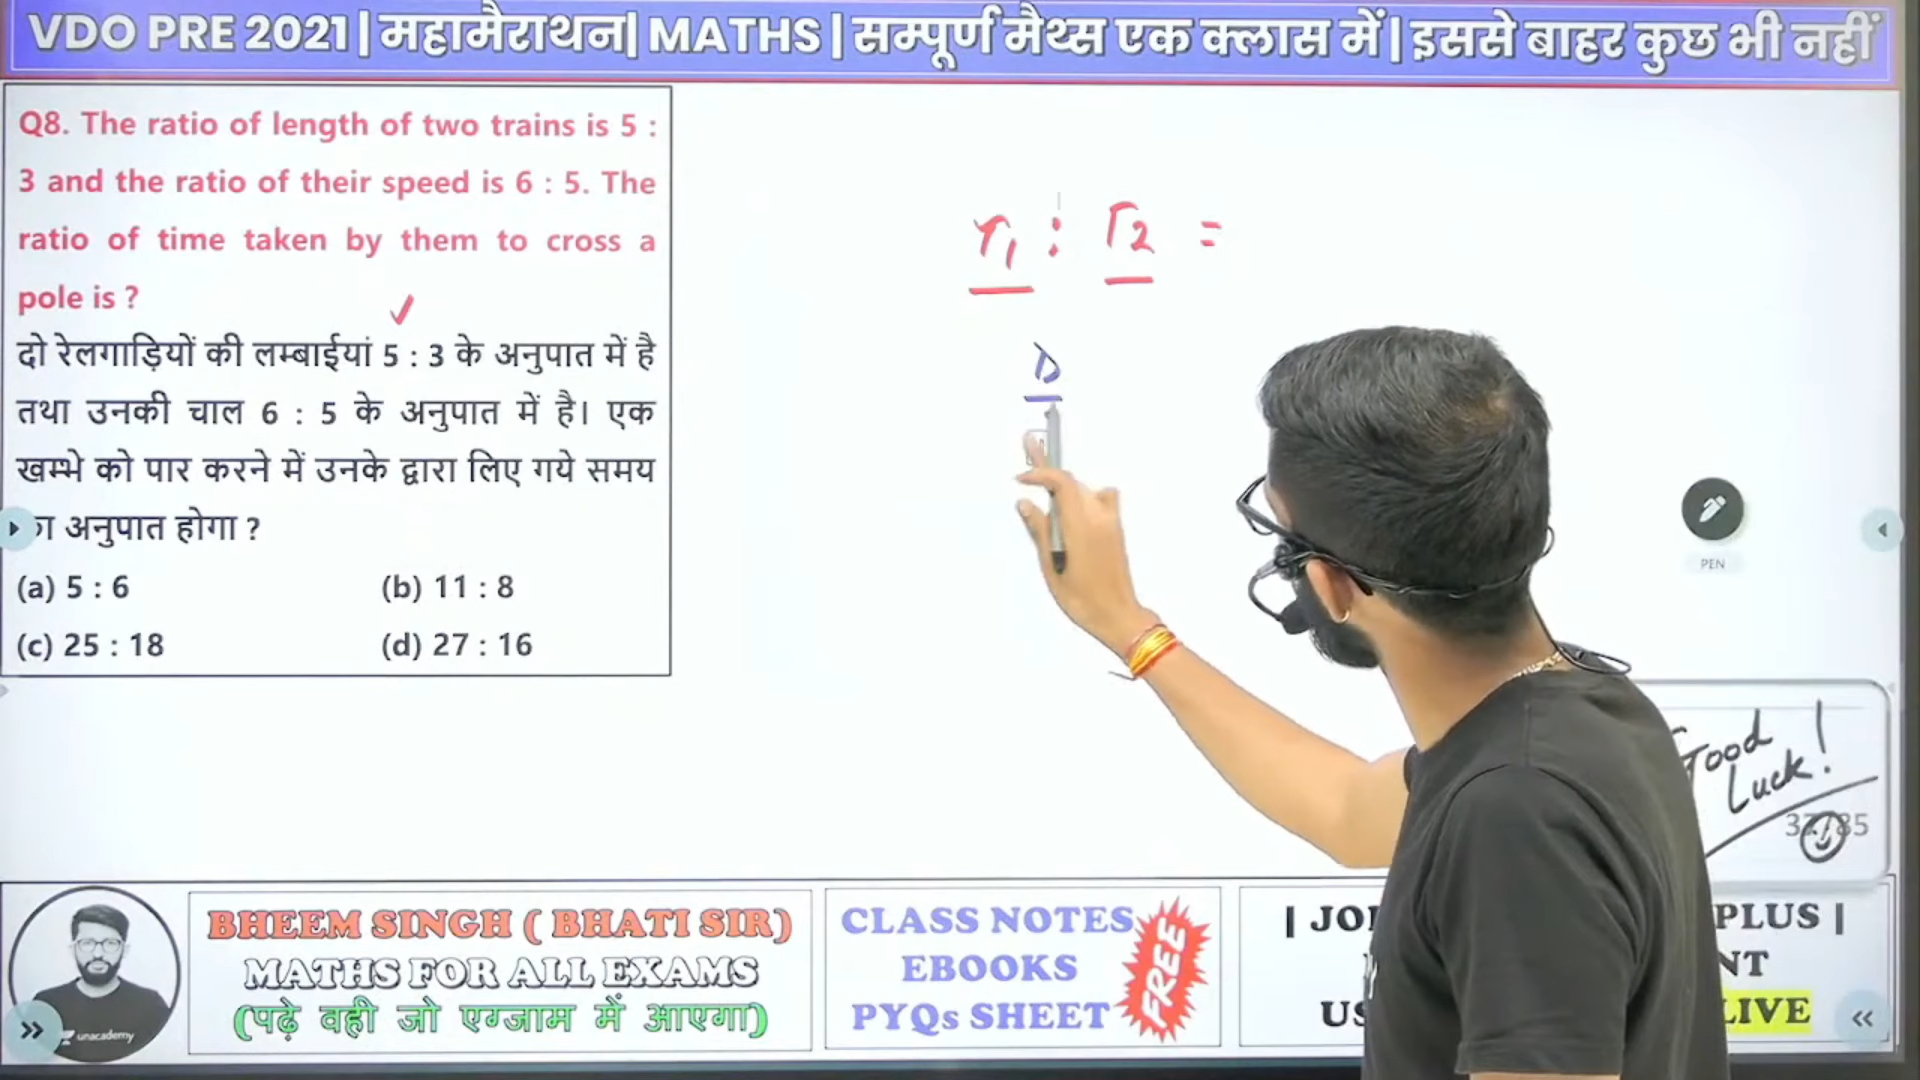 VDO PRE 2021 | महामैराथन| MATHS | सम्पूर्ण मैथ्स एक क्लास में | इससे बाहर कुछ भी नहीं
Q8. The ratio of length of two trains is 5 :
3 and the ratio of their speed is 6 : 5. The
ratio of time taken by them to cross a
pole is ?
दो रेलगाड़ियों की लम्बाईयां 5 : 3 के अनुपात में है
तथा उनकी चाल 6 : 5 के अनुपात में है। एक
खम्भे को पार करने में उनके द्वारा लिए गये समय
अनुपात होगा ?
(a) 5 : 6 (b) 11 : 8
(c) 25 : 18 (d) 27 : 16
T1 : T2 =
D
PEN
Good
Luck!
BHEEM SINGH ( BHATI SIR)
MATHS FOR ALL EXAMS
(पढ़े वही जो एग्जाम में आएगा)
unacademy
CLASS NOTES
EBOOKS
PYQs SHEET
FREE
PLUS |
LIVE